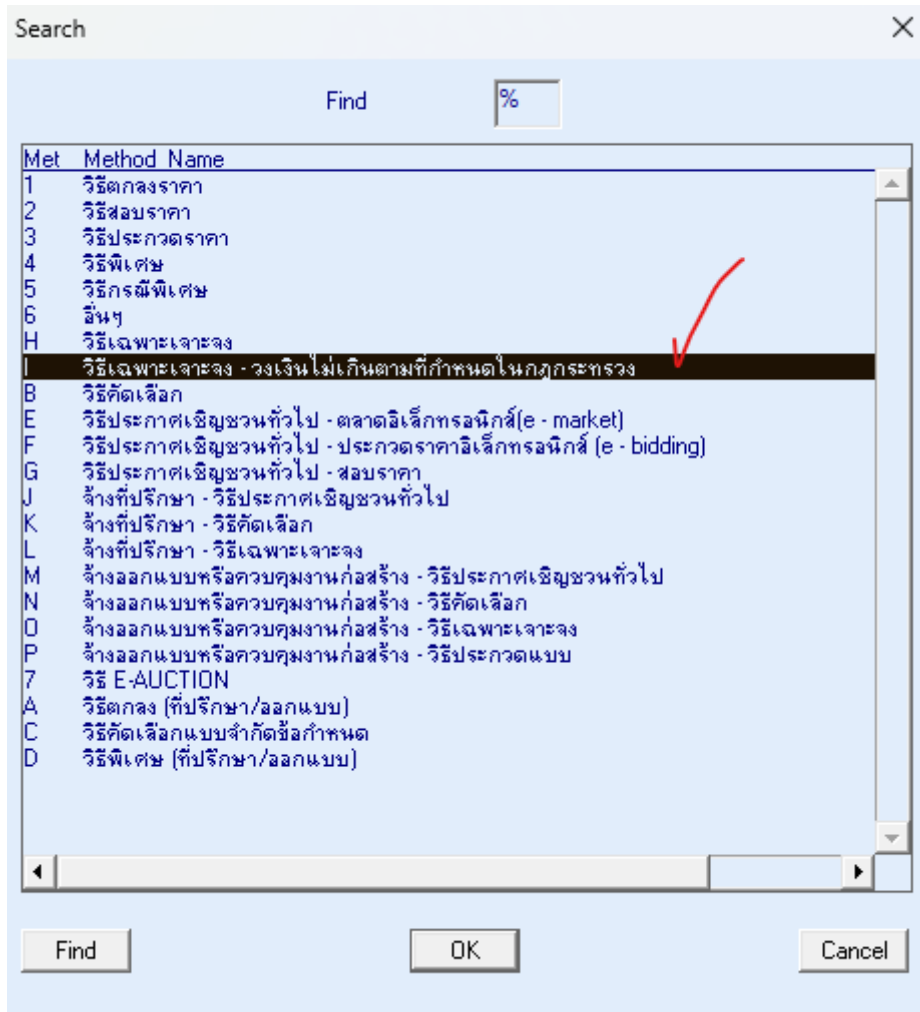 Search
Find %
Met Method Name
1 วิธีตกลงราคา
2 วิธีสอบราคา
3 วิธีประกวดราคา
4 วิธีพิเศษ
5 วิธีกรณีพิเศษ
6 อื่นๆ
H วิธีเฉพาะเจาะจง
I วิธีเฉพาะเจาะจง - วงเงินไม่เกินตามที่กำหนดในกฎกระทรวง
B วิธีคัดเลือก
E วิธีประกาศเชิญชวนทั่วไป - ตลาดอิเล็กทรอนิกส์(e - market)
F วิธีประกาศเชิญชวนทั่วไป - ประกวดราคาอิเล็กทรอนิกส์ (e - bidding)
G วิธีประกาศเชิญชวนทั่วไป - สอบราคา
J จ้างที่ปรึกษา - วิธีประกาศเชิญชวนทั่วไป
K จ้างที่ปรึกษา - วิธีคัดเลือก
L จ้างที่ปรึกษา - วิธีเฉพาะเจาะจง
M จ้างออกแบบหรือควบคุมงานก่อสร้าง - วิธีประกาศเชิญชวนทั่วไป
N จ้างออกแบบหรือควบคุมงานก่อสร้าง - วิธีคัดเลือก
O จ้างออกแบบหรือควบคุมงานก่อสร้าง - วิธีเฉพาะเจาะจง
P จ้างออกแบบหรือควบคุมงานก่อสร้าง - วิธีประกวดแบบ
7 วิธี E-AUCTION
A วิธีตกลง (ที่ปรึกษา/ออกแบบ)
C วิธีคัดเลือกแบบจำกัดข้อกำหนด
D วิธีพิเศษ (ที่ปรึกษา/ออกแบบ)
Find OK Cancel